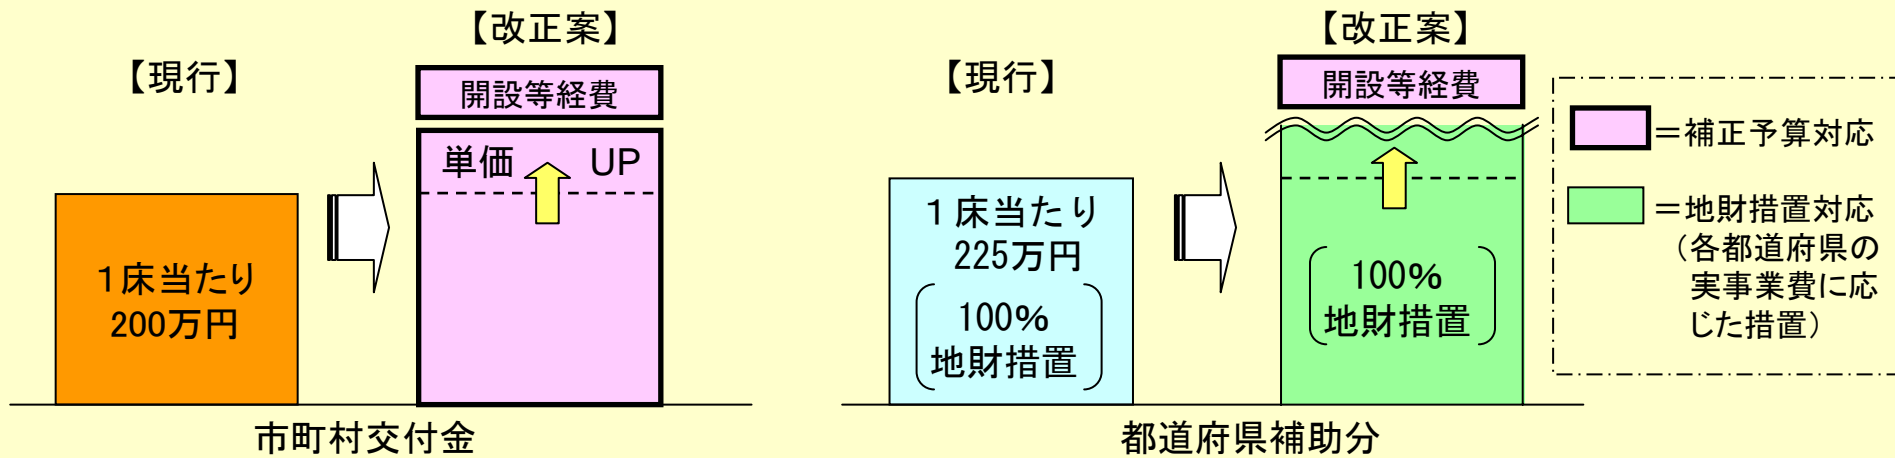 【現行】
【改正案】
開設等経費
単価 UP
1床当たり
200万円
市町村交付金
【現行】
【改正案】
開設等経費
1床当たり
225万円
100%
地財措置
100%
地財措置
都道府県補助分
＝補正予算対応
＝地財措置対応
（各都道府県の
実事業費に応
じた措置）